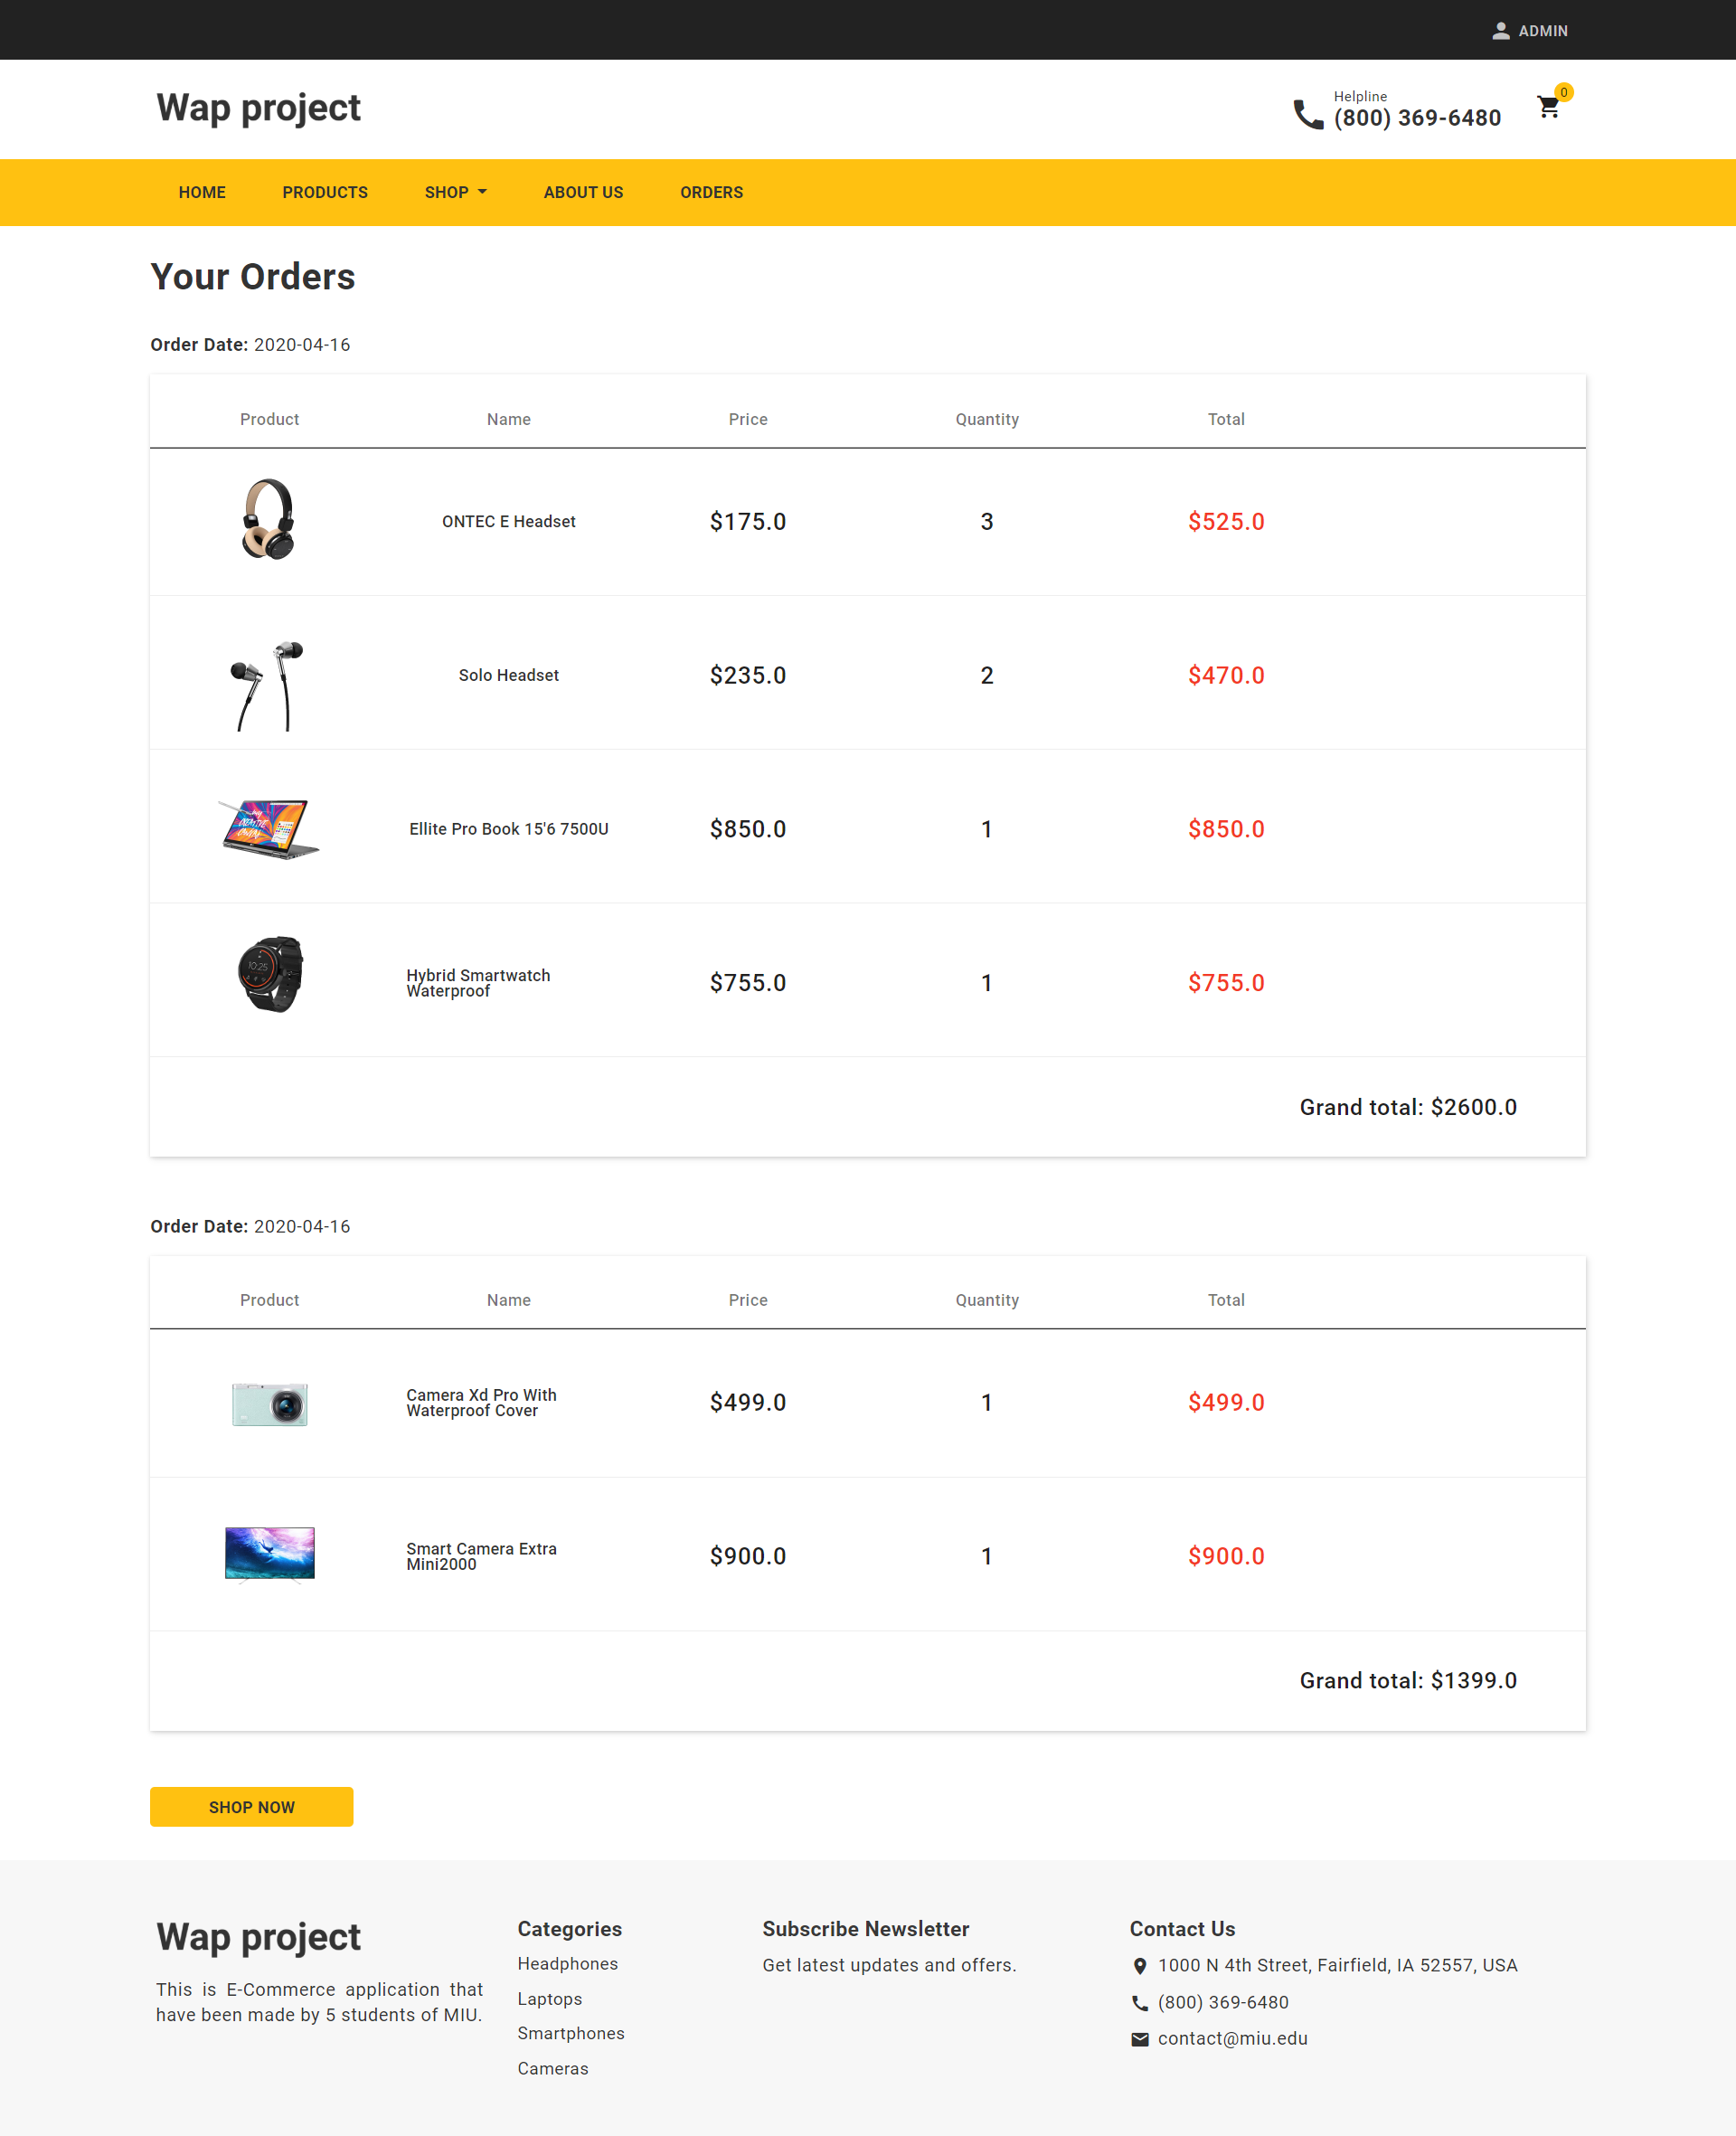 ADMIN
Wap project
Helpline
(800) 369-6480
0
HOME PRODUCTS SHOP ABOUT US ORDERS
Your Orders
Order Date: 2020-04-16
Product Name Price Quantity Total
ONTEC E Headset $175.0 3 $525.0
Solo Headset $235.0 2 $470.0
Ellite Pro Book 15'6 7500U $850.0 1 $850.0
10:25
Hybrid Smartwatch
Waterproof
$755.0 1 $755.0
Grand total: $2600.0
Order Date: 2020-04-16
Product Name Price Quantity Total
Camera Xd Pro With
Waterproof Cover
$499.0 1 $499.0
Smart Camera Extra
Mini2000
$900.0 1 $900.0
Grand total: $1399.0
SHOP NOW
Wap project
This is E-Commerce application that
have been made by 5 students of MIU.
Categories
Headphones
Laptops
Smartphones
Cameras
Subscribe Newsletter
Get latest updates and offers.
Contact Us
1000 N 4th Street, Fairfield, IA 52557, USA
(800) 369-6480
contact@miu.edu